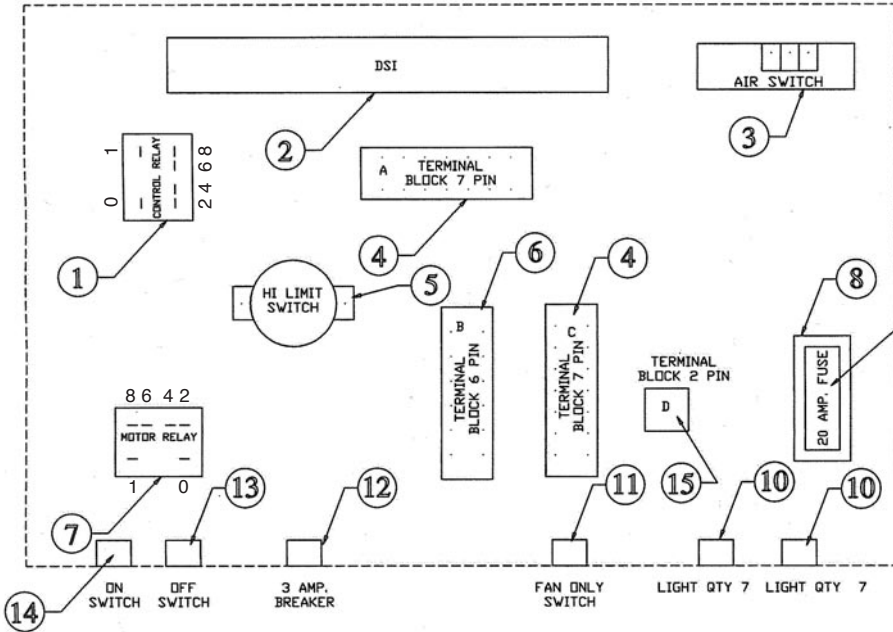 DSI
AIR SWITCH
3
2
1
0
CONTROL RELAY
2 4 6 8
1
A
TERMINAL
BLOCK 7 PIN
4
HI LIMIT
SWITCH
5
6
4
8
B
TERMINAL
BLOCK 6 PIN
C
TERMINAL
BLOCK 7 PIN
TERMINAL
BLOCK 2 PIN
D
20 AMP. FUSE
8 6 4 2
MOTOR RELAY
1 0
7
13
12
11
15
10
10
14
ON
SWITCH
OFF
SWITCH
3 AMP.
BREAKER
FAN ONLY
SWITCH
LIGHT QTY 7
LIGHT QTY 7